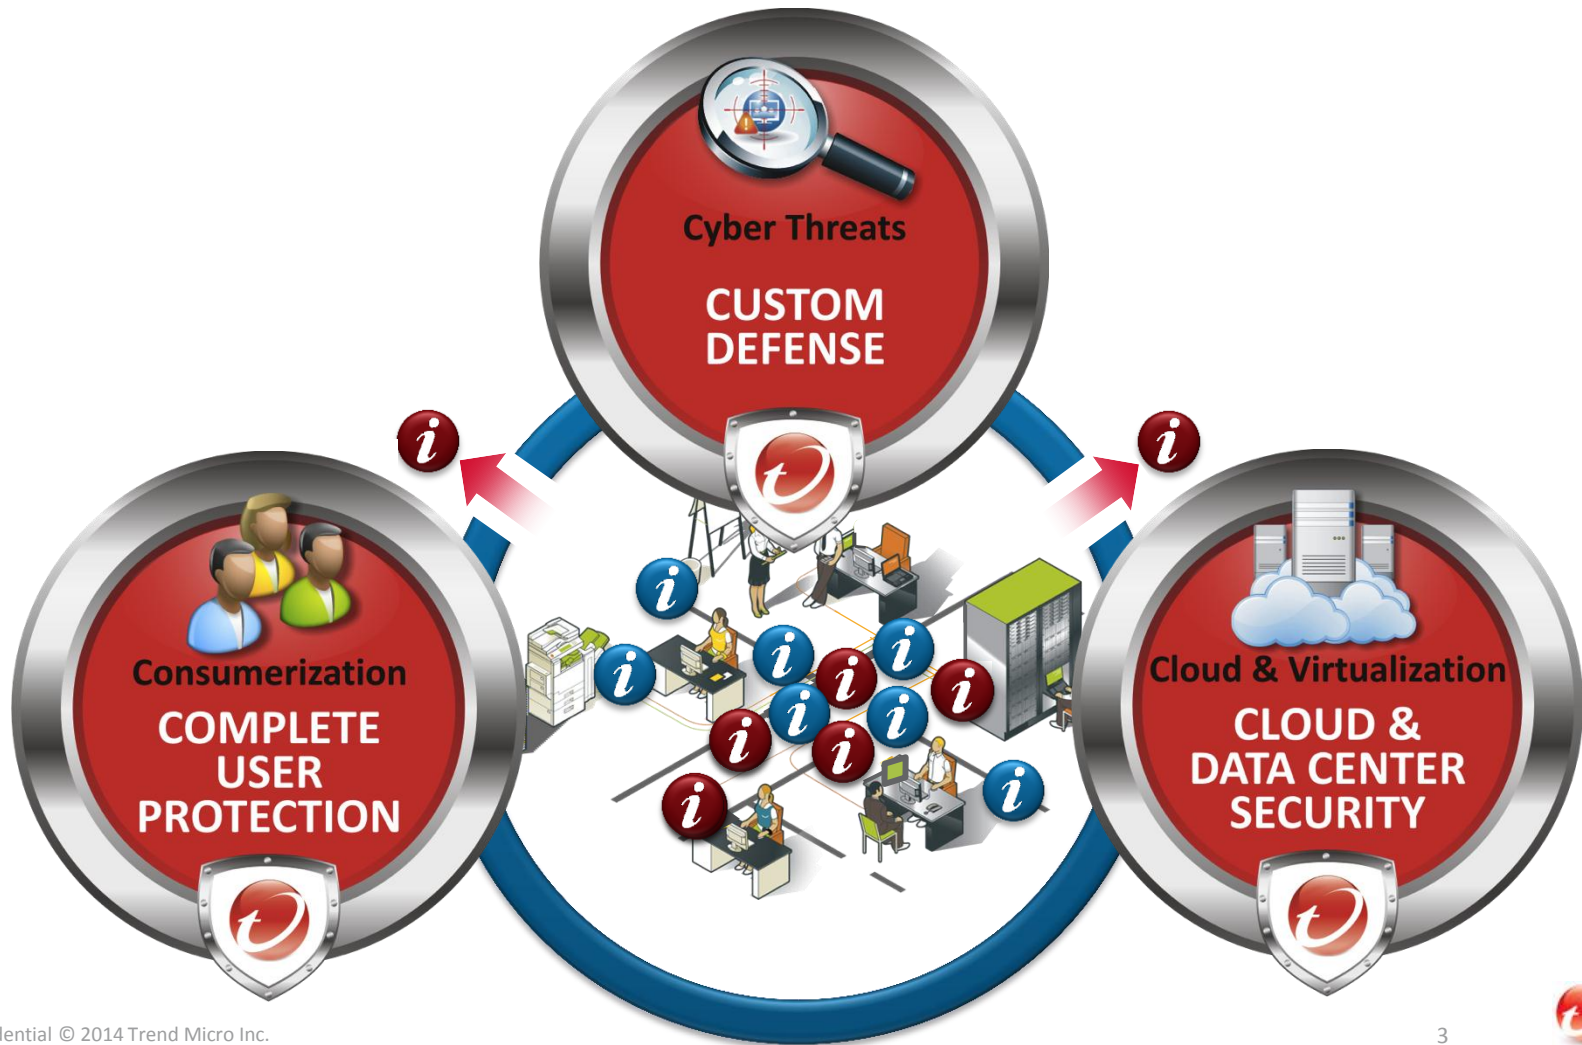 Cyber Threats
CUSTOM
DEFENSE
Consumerization
COMPLETE
USER
PROTECTION
Cloud & Virtualization
CLOUD &
DATA CENTER
SECURITY
i
i
i
i
i
i
i
i
i
i
i
i
i
i
dential © 2014 Trend Micro Inc.
3